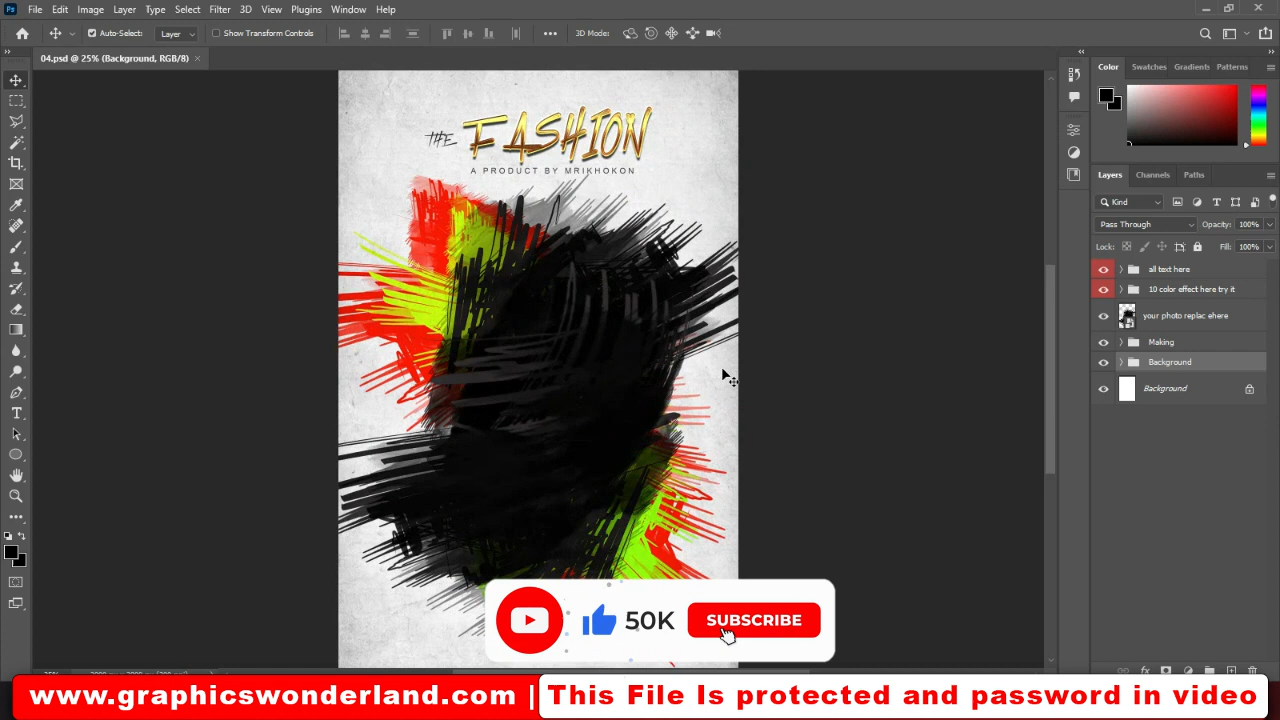 Ps File Edit Image Layer Type Select Filter 3D View Plugins Window Help
Auto-Select: Layer Show Transform Controls 3D Mode:
04.psd @ 25% (Background, RGB/8) ×
Color Swatches Gradients Patterns
THE FASHION
A PRODUCT BY MRIKHOKON
Layers Channels Paths
Kind
Pass Through Opacity: 100%
Lock: Fill: 100%
all text here
10 color effect here try it
your photo replac ehere
Making
Background
Background
50K SUBSCRIBE
www.graphicswonderland.com | This File Is protected and password in video